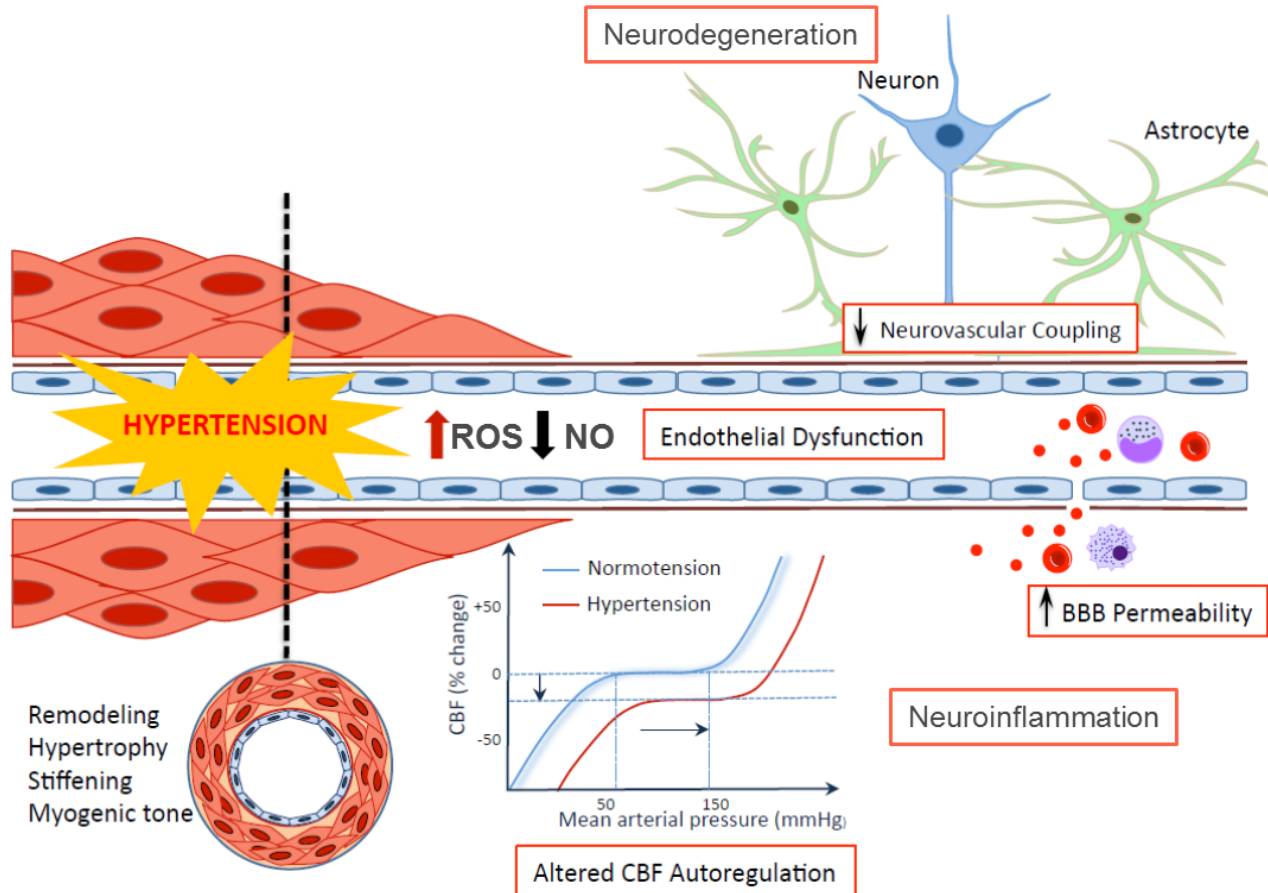 Neurodegeneration
Neuron
Astrocyte
↓ Neurovascular Coupling
HYPERTENSION
↑ROS ↓NO
Endothelial Dysfunction
↑ BBB Permeability
Neuroinflammation
Remodeling
Hypertrophy
Stiffening
Myogenic tone
Normotension
Hypertension
CBF (% change)
+50
0
-50
50
150
Mean arterial pressure (mmHg)
Altered CBF Autoregulation